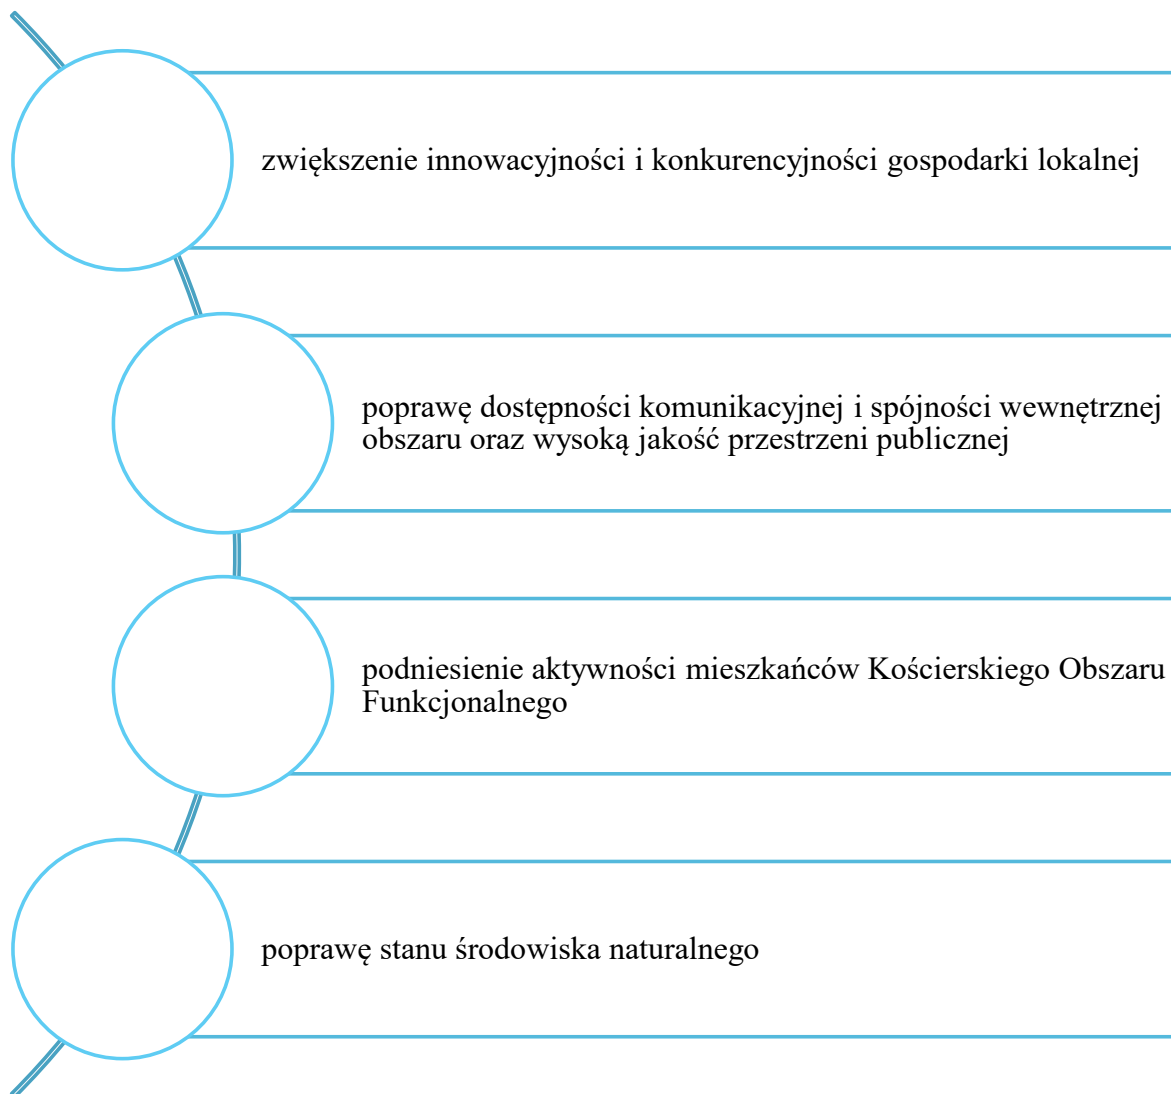 zwiększenie innowacyjności i konkurencyjności gospodarki lokalnej
poprawę dostępności komunikacyjnej i spójności wewnętrznej
obszaru oraz wysoką jakość przestrzeni publicznej
podniesienie aktywności mieszkańców Kościerskiego Obszaru
Funkcjonalnego
poprawę stanu środowiska naturalnego